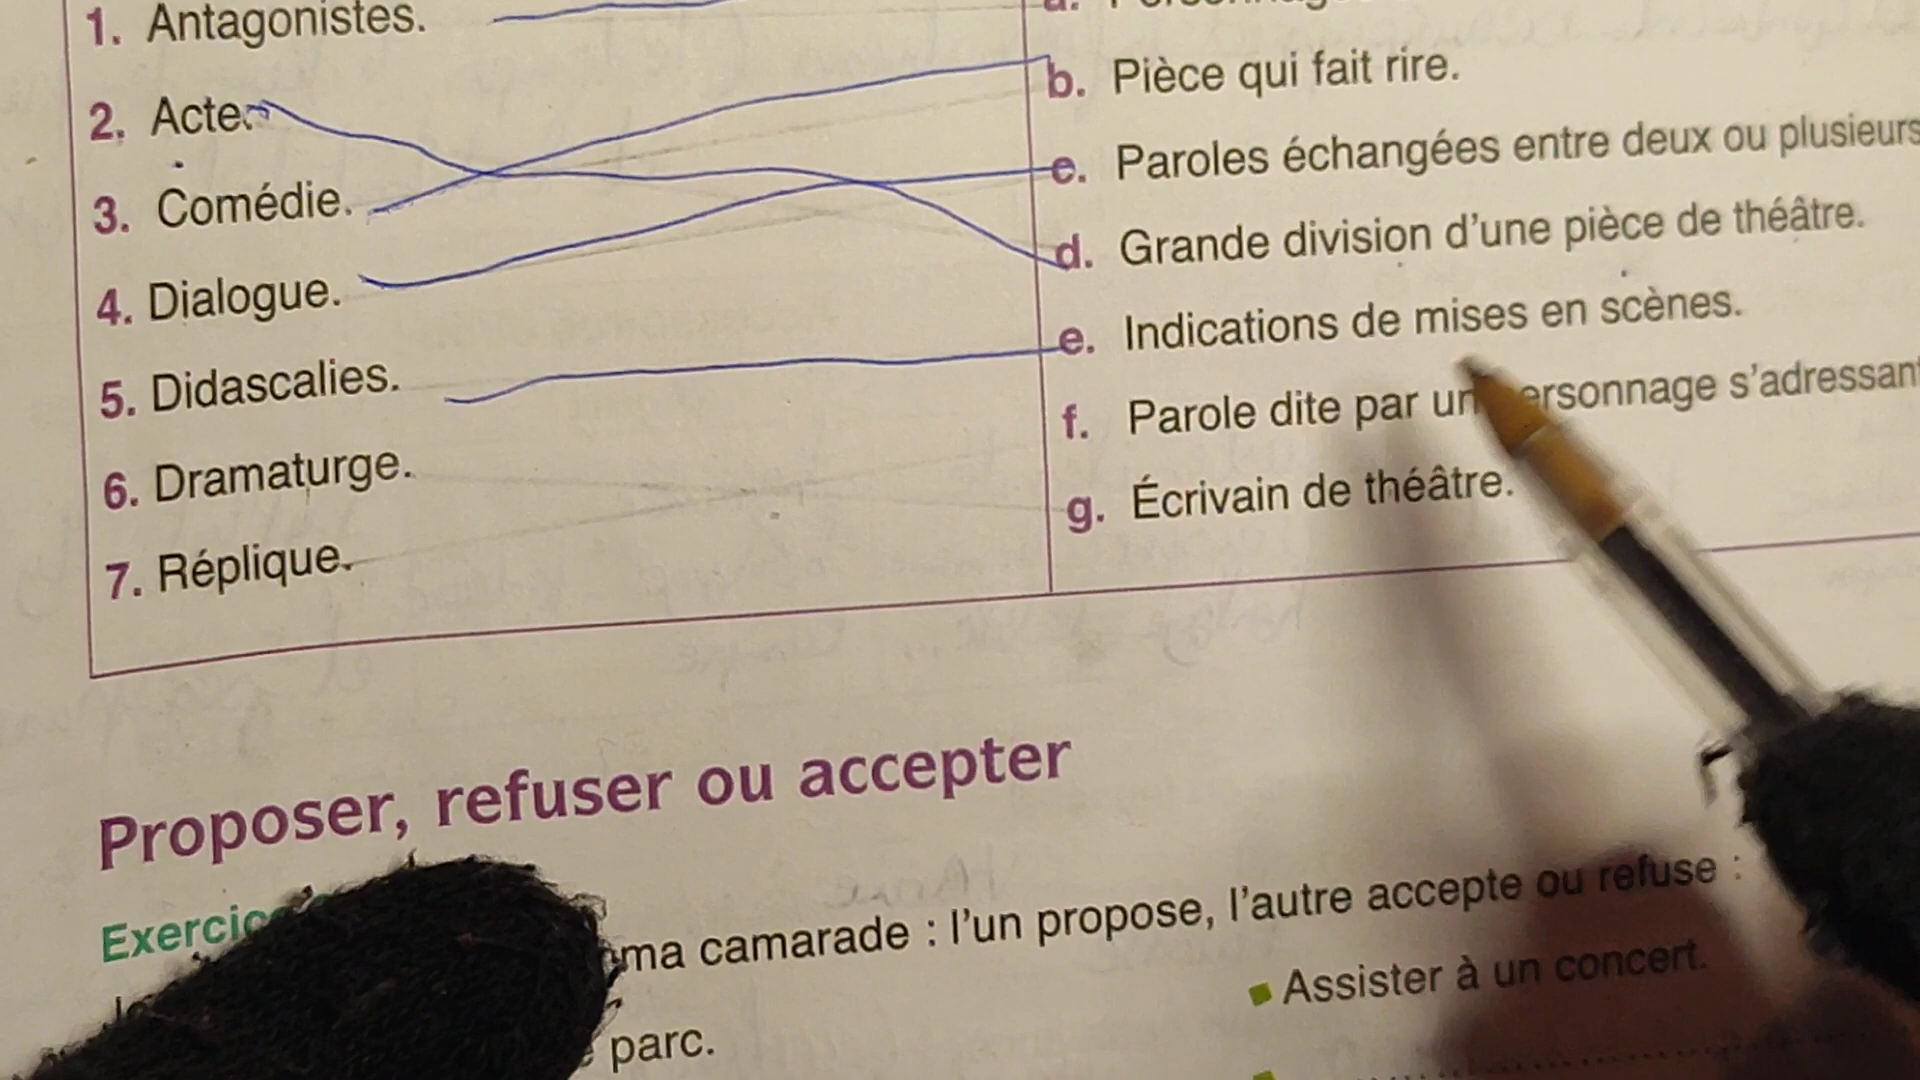 1. Antagonistes.
2. Acte.
3. Comédie.
4. Dialogue.
5. Didascalies.
6. Dramaturge.
7. Réplique.
a.
b. Pièce qui fait rire.
c. Paroles échangées entre deux ou plusieurs
d. Grande division d'une pièce de théâtre.
e. Indications de mises en scènes.
f. Parole dite par un s'adressant
g. Écrivain de théâtre.
Proposer, refuser ou accepter
ma camarade : l'un propose, l'autre accepte ou refuse :
Assister à un concert.
parc.